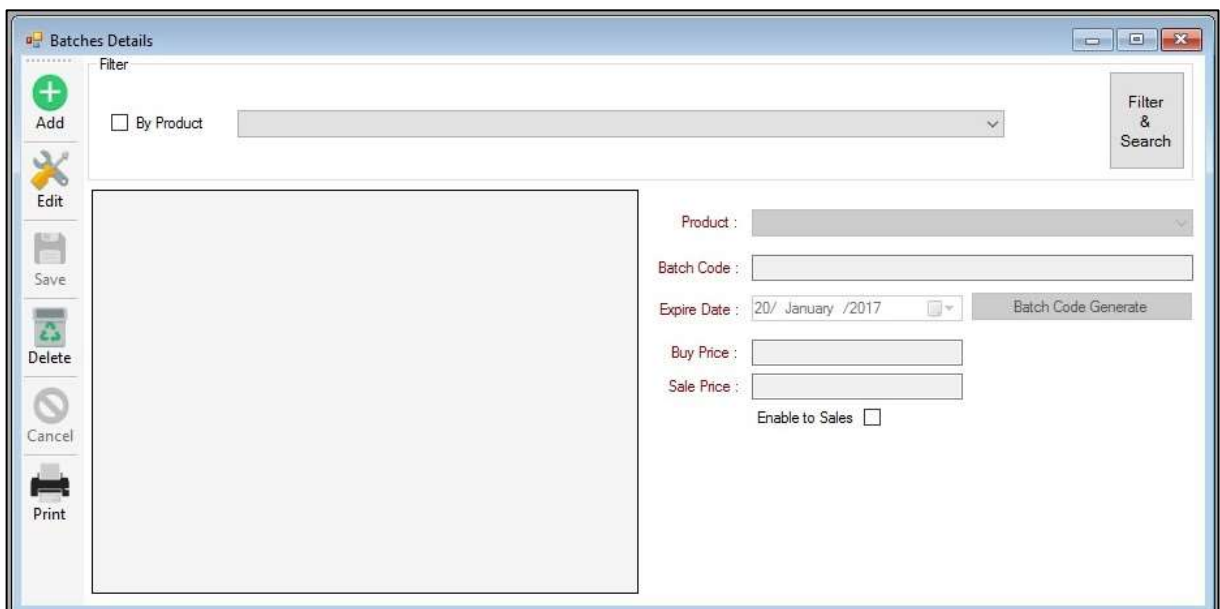 Batches Details
Filter
Add
By Product
Filter
&
Search
Edit
Product :
Save
Batch Code :
Expire Date : 20/ January /2017 Batch Code Generate
Delete
Buy Price :
Sale Price :
Enable to Sales
Cancel
Print